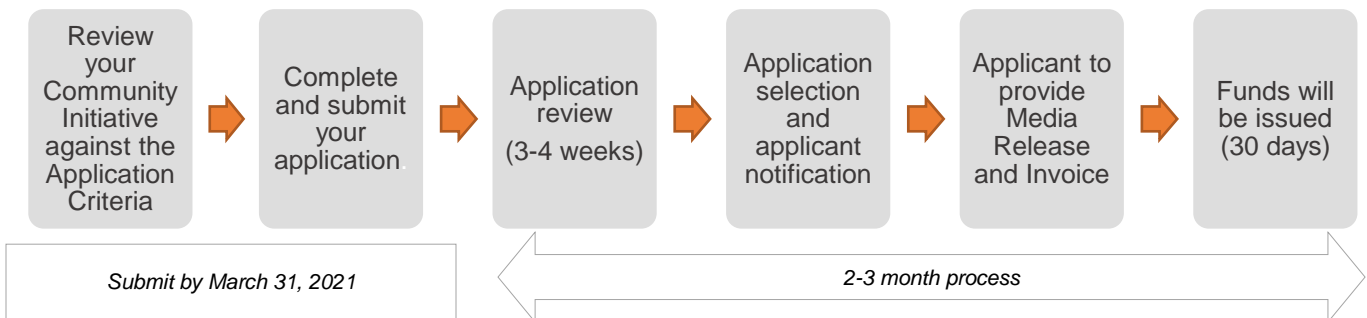 Review
your
Community
Initiative
against the
Application
Criteria
Complete
and submit
your
application.
Application
review
(3-4 weeks)
Application
selection
and
applicant
notification
Applicant to
provide
Media
Release
and Invoice
Funds will
be issued
(30 days)
Submit by March 31, 2021
2-3 month process